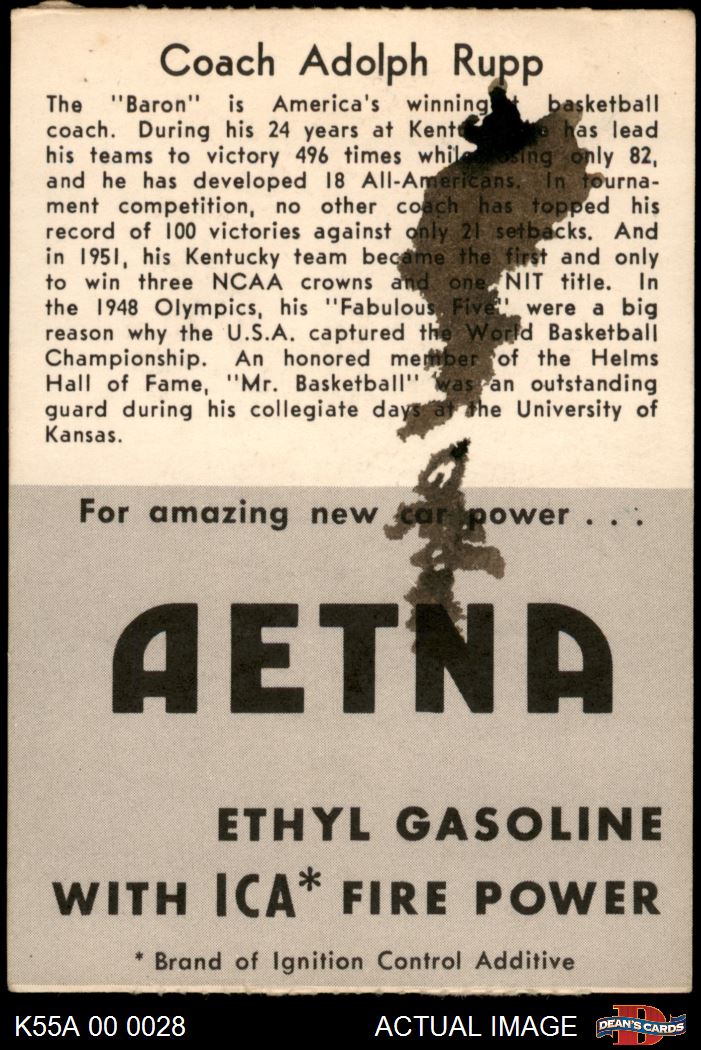 Coach Adolph Rupp
The "Baron" is America's winningest basketball
coach. During his 24 years at Kentucky he has lead
his teams to victory 496 times while losing only 82,
and he has developed 18 All-Americans. In tourna-
ment competition, no other coach has topped his
record of 100 victories against only 21 setbacks. And
in 1951, his Kentucky team became the first and only
to win three NCAA crowns and one NIT title. In
the 1948 Olympics, his "Fabulous Five" were a big
reason why the U.S.A. captured the World Basketball
Championship. An honored member of the Helms
Hall of Fame, "Mr. Basketball" was an outstanding
guard during his collegiate days at the University of
Kansas.
For amazing new car power . . .
AETNA
ETHYL GASOLINE
WITH ICA* FIRE POWER
* Brand of Ignition Control Additive
K55A 00 0028 ACTUAL IMAGE DEAN'S CARDS